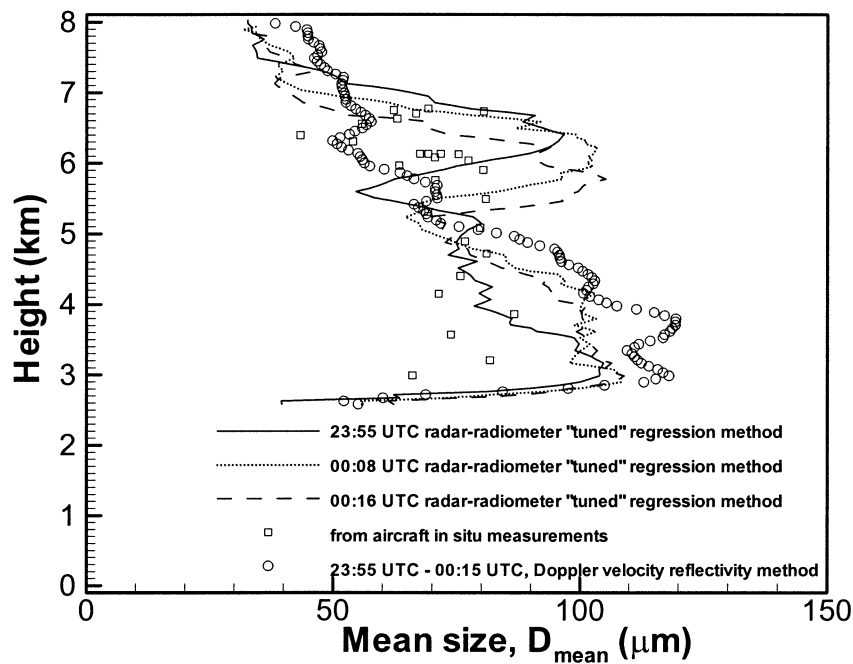 8
7
6
5
4
3
2
1
0
Height (km)
23:55 UTC radar-radiometer "tuned" regression method
00:08 UTC radar-radiometer "tuned" regression method
00:16 UTC radar-radiometer "tuned" regression method
from aircraft in situ measurements
23:55 UTC - 00:15 UTC, Doppler velocity reflectivity method
0 50 100 150
Mean size, Dmean (μm)